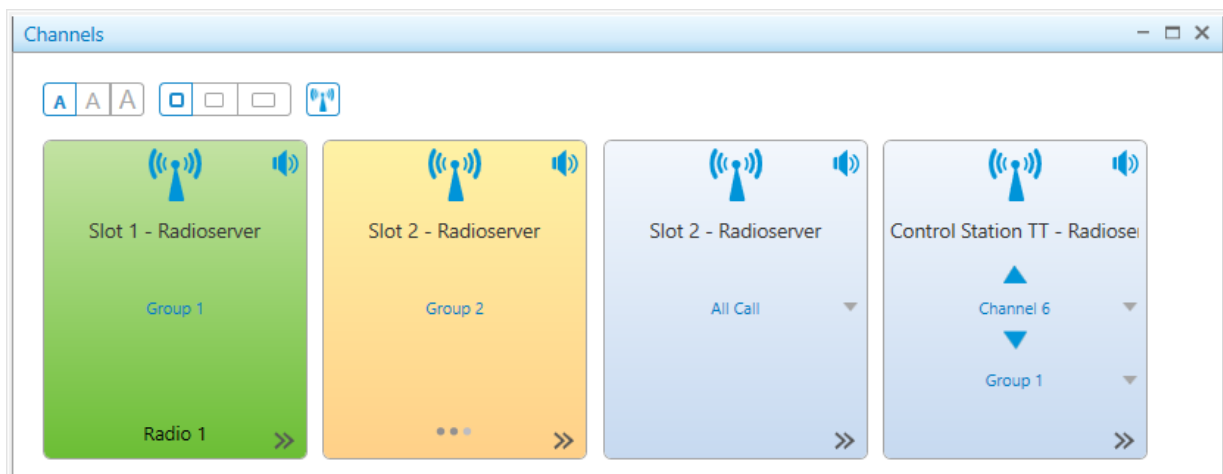 Channels
A A A
Slot 1 - Radioserver
Group 1
Radio 1
Slot 2 - Radioserver
Group 2
Slot 2 - Radioserver
All Call
Control Station TT - Radioser
Channel 6
Group 1